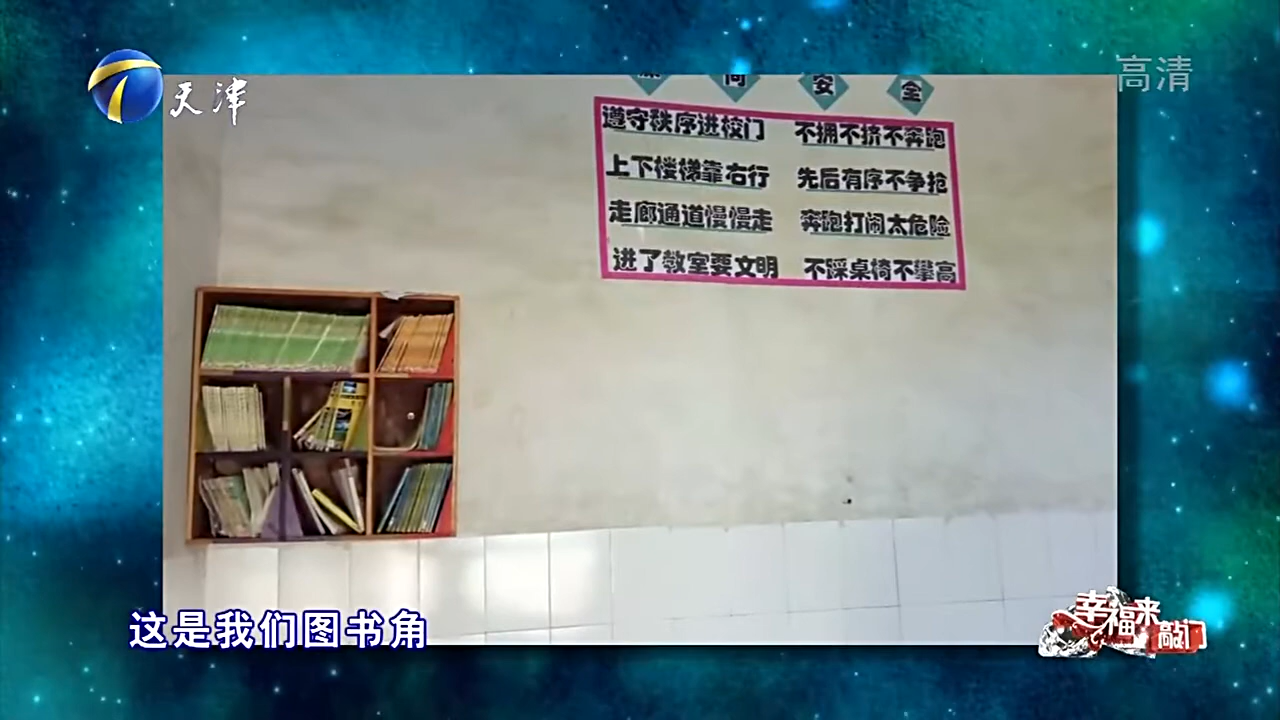 天津
高清
间安全
遵守秩序进校门 不拥不挤不奔跑
上下楼梯靠右行 先后有序不争抢
走廊通道慢慢走 奔跑打闹太危险
进了教室要文明 不踩桌椅不攀高
这是我们图书角
幸福来敲门